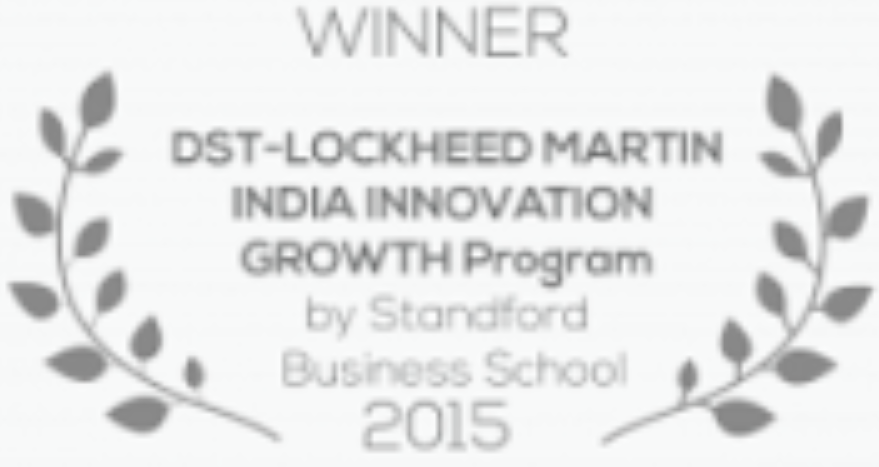 WINNER
DST-LOCKHEED MARTIN
INDIA INNOVATION
GROWTH Program
by Standford
Business School
2015